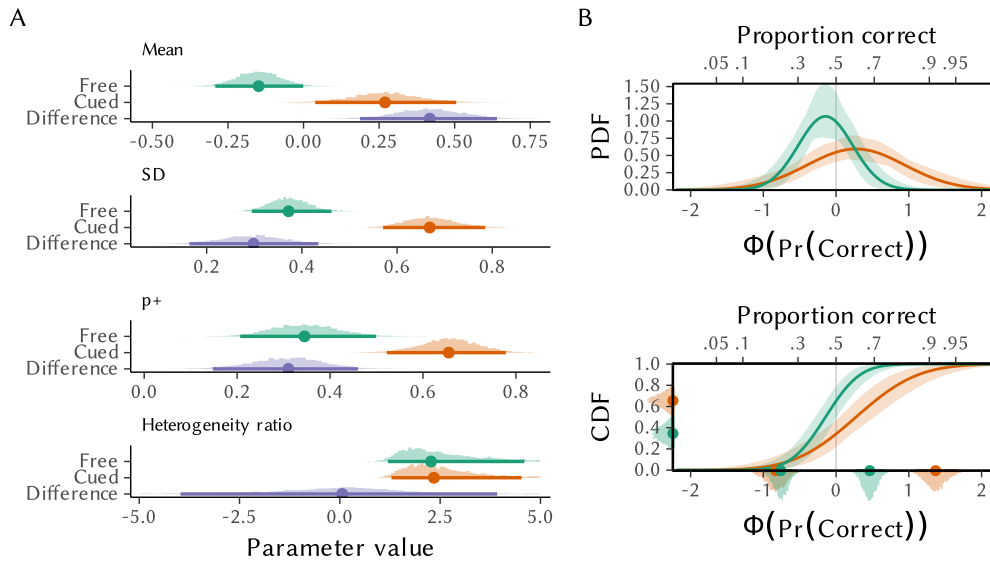 A
Mean
Free
Cued
Difference
-0.50 -0.25 0.00 0.25 0.50 0.75
SD
Free
Cued
Difference
0.2 0.4 0.6 0.8
p+
Free
Cued
Difference
0.0 0.2 0.4 0.6 0.8
Heterogeneity ratio
Free
Cued
Difference
-5.0 -2.5 0.0 2.5 5.0
Parameter value
B
Proportion correct
.05 .1 .3 .5 .7 .9 .95
PDF
1.50
1.25
1.00
0.75
0.50
0.25
0.00
-2 -1 0 1 2
Φ(Pr(Correct))
Proportion correct
.05 .1 .3 .5 .7 .9 .95
CDF
1.0
0.8
0.6
0.4
0.2
0.0
-2 -1 0 1 2
Φ(Pr(Correct))